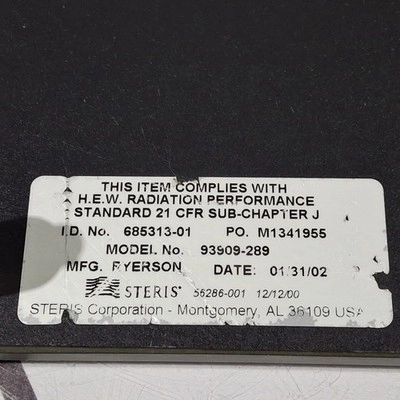 THIS ITEM COMPLIES WITH
H.E.W. RADIATION PERFORMANCE
STANDARD 21 CFR SUB-CHAPTER J
I.D. No. 685313-01 PO. M1341955
MODEL No. 93909-289
MFG. RYERSON DATE: 01/31/02
STERIS® 56286-001 12/12/00
STERIS Corporation - Montgomery, AL 36109 USA